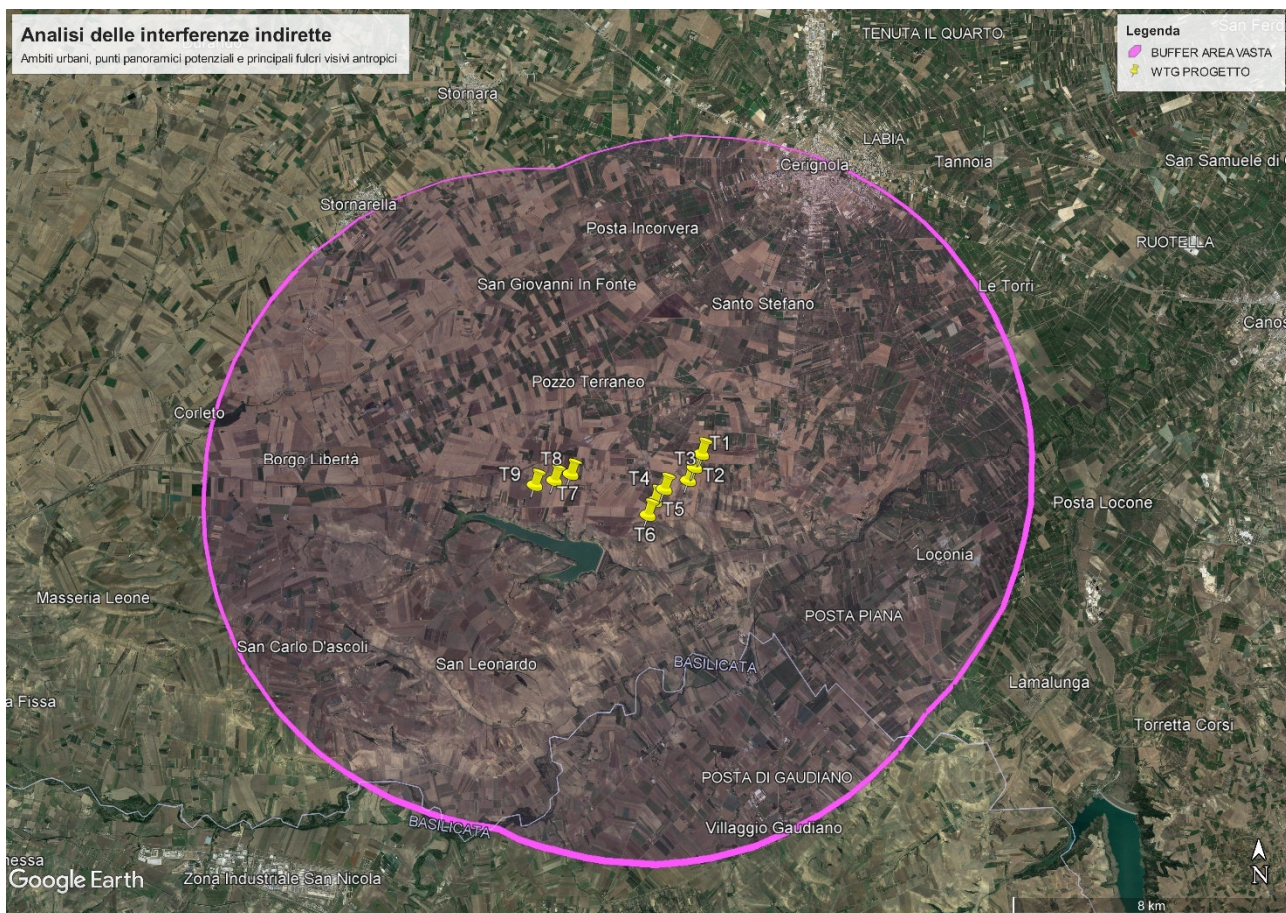 Analisi delle interferenze indirette
Ambiti urbani, punti panoramici potenziali e principali fulcri visivi antropici
Legenda
BUFFER AREA VASTA
WTG PROGETTO
TENUTA IL QUARTO
Stornara
LABIA
Cerignola
Tannoia
San Samuele di
Stornarella
Posta Incorvera
RUOTELLA
San Giovanni In Fonte
Le Torri
Santo Stefano
Canos
Pozzo Terraneo
Corleto
T1
Borgo Libertà
T8
T3
T9
T4
T2
T7
T5
Posta Locone
T6
Loconia
Masseria Leone
POSTA PIANA
San Carlo D'ascoli
San Leonardo
BASILICATA
Lamalunga
a Fissa
Torretta Corsi
POSTA DI GAUDIANO
BASILICATA
Villaggio Gaudiano
nessa
Google Earth
Zona Industriale San Nicola
N
8 km